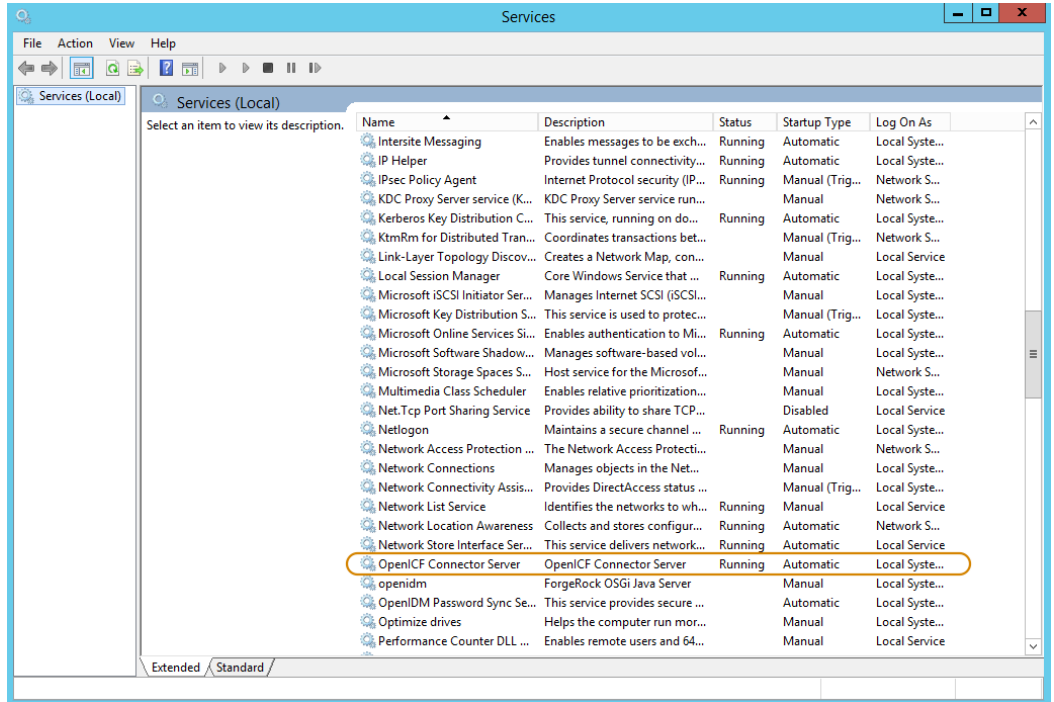 Services
File Action View Help
Services (Local)
Services (Local)
Select an item to view its description.
Name Description Status Startup Type Log On As
Intersite Messaging Enables messages to be exch... Running Automatic Local Syste...
IP Helper Provides tunnel connectivity... Running Automatic Local Syste...
IPsec Policy Agent Internet Protocol security (IP... Running Manual (Trig... Network S...
KDC Proxy Server service (K... KDC Proxy Server service run... Manual Network S...
Kerberos Key Distribution C... This service, running on do... Running Automatic Local Syste...
KtmRm for Distributed Tran... Coordinates transactions bet... Manual (Trig... Network S...
Link-Layer Topology Discov... Creates a Network Map, con... Manual Local Service
Local Session Manager Core Windows Service that ... Running Automatic Local Syste...
Microsoft iSCSI Initiator Ser... Manages Internet SCSI (iSCSI... Manual Local Syste...
Microsoft Key Distribution S... This service is used to protec... Manual (Trig... Local Syste...
Microsoft Online Services Si... Enables authentication to Mi... Running Automatic Local Syste...
Microsoft Software Shadow... Manages software-based vol... Manual Local Syste...
Microsoft Storage Spaces S... Host service for the Microsof... Manual Network S...
Multimedia Class Scheduler Enables relative prioritization... Manual Local Syste...
Net.Tcp Port Sharing Service Provides ability to share TCP... Disabled Local Service
Netlogon Maintains a secure channel ... Running Automatic Local Syste...
Network Access Protection ... The Network Access Protecti... Manual Network S...
Network Connections Manages objects in the Net... Manual Local Syste...
Network Connectivity Assis... Provides DirectAccess status ... Manual (Trig... Local Syste...
Network List Service Identifies the networks to wh... Running Manual Local Service
Network Location Awareness Collects and stores configur... Running Automatic Network S...
Network Store Interface Ser... This service delivers network... Running Automatic Local Service
OpenICF Connector Server OpenICF Connector Server Running Automatic Local Syste...
openidm ForgeRock OSGi Java Server Manual Local Syste...
OpenIDM Password Sync Se... This service provides secure ... Automatic Local Syste...
Optimize drives Helps the computer run mor... Manual Local Syste...
Performance Counter DLL ... Enables remote users and 64... Manual Local Service
Extended Standard